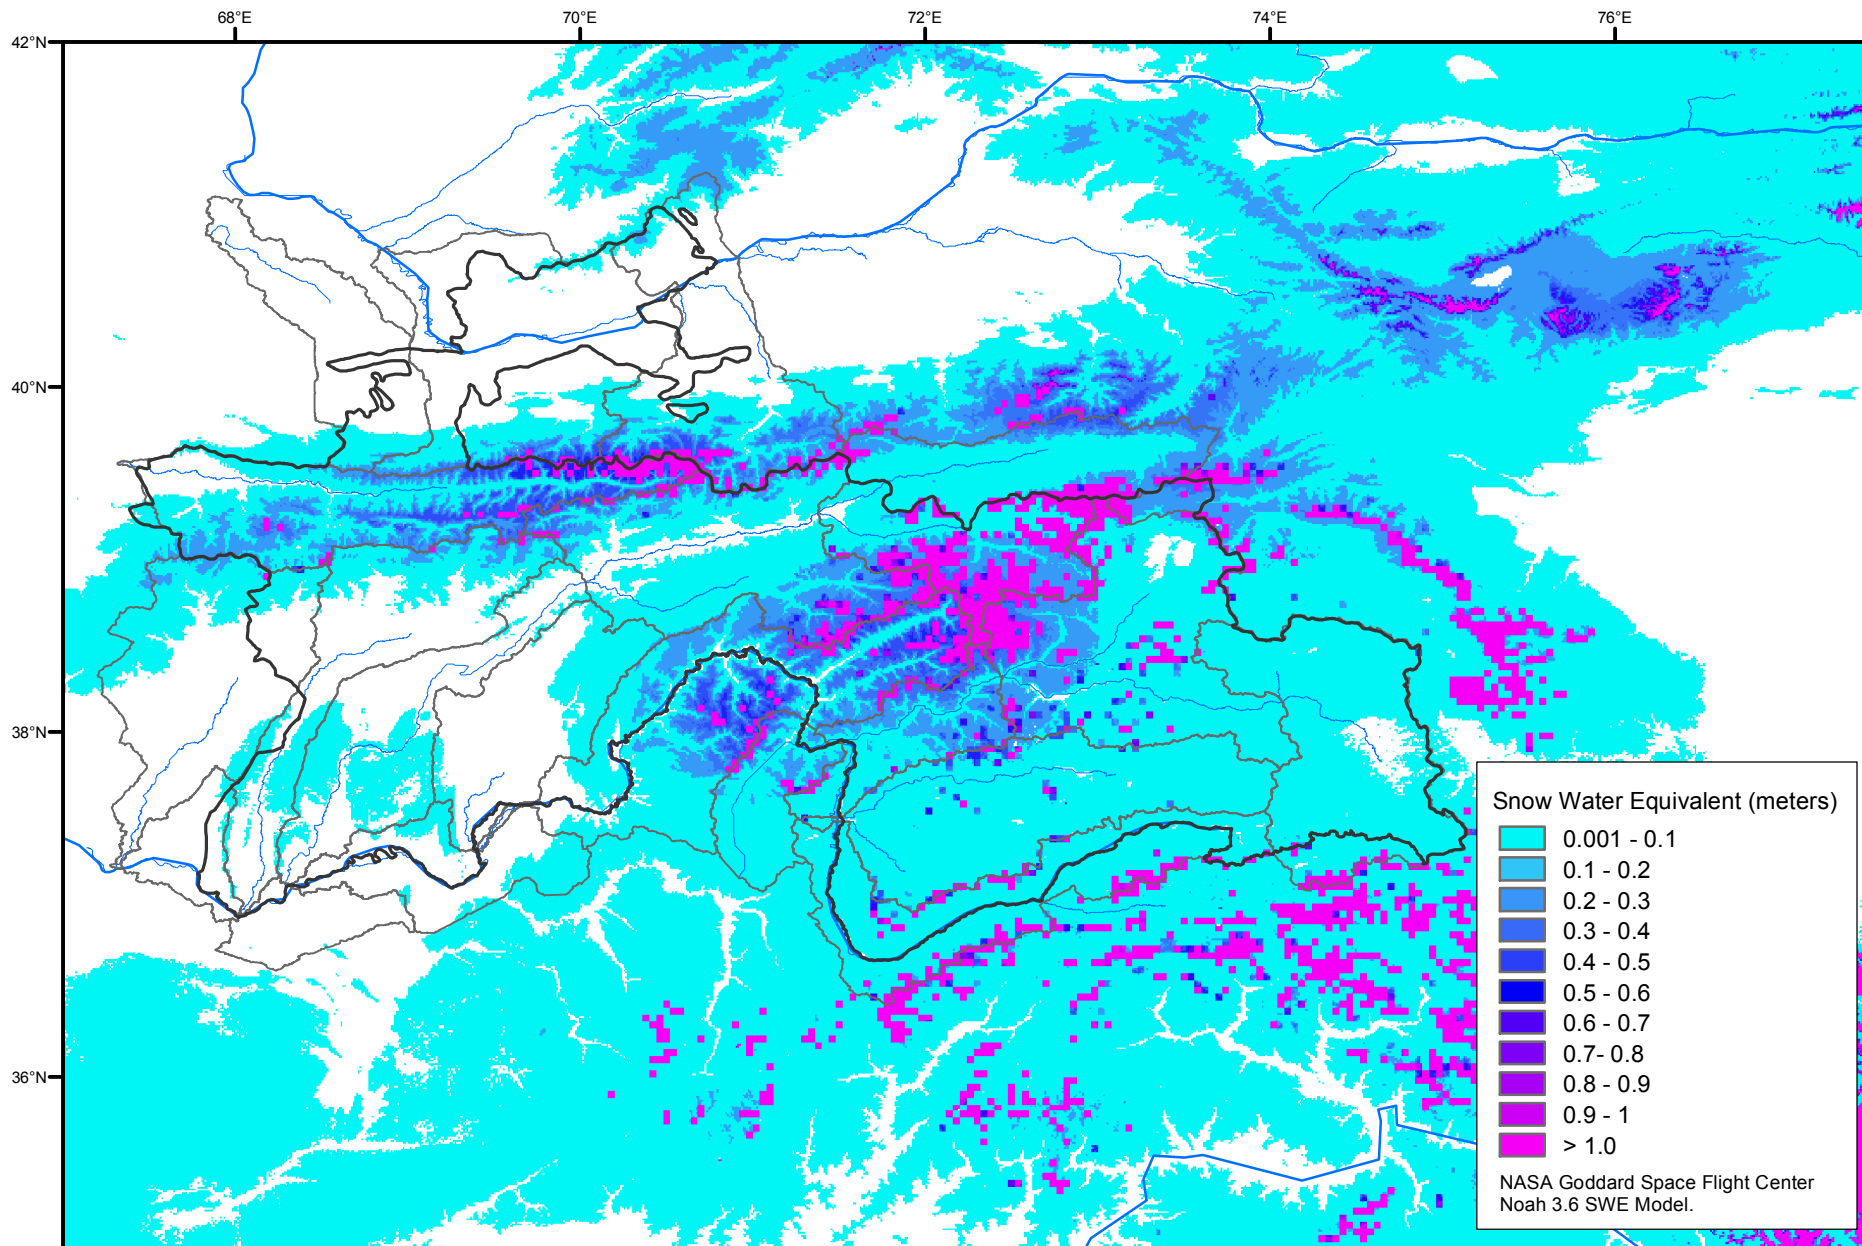 68°E 70°E 72°E 74°E 76°E
42°N
40°N
38°N
36°N
Snow Water Equivalent (meters)
0.001 - 0.1
0.1 - 0.2
0.2 - 0.3
0.3 - 0.4
0.4 - 0.5
0.5 - 0.6
0.6 - 0.7
0.7- 0.8
0.8 - 0.9
0.9 - 1
> 1.0
NASA Goddard Space Flight Center
Noah 3.6 SWE Model.